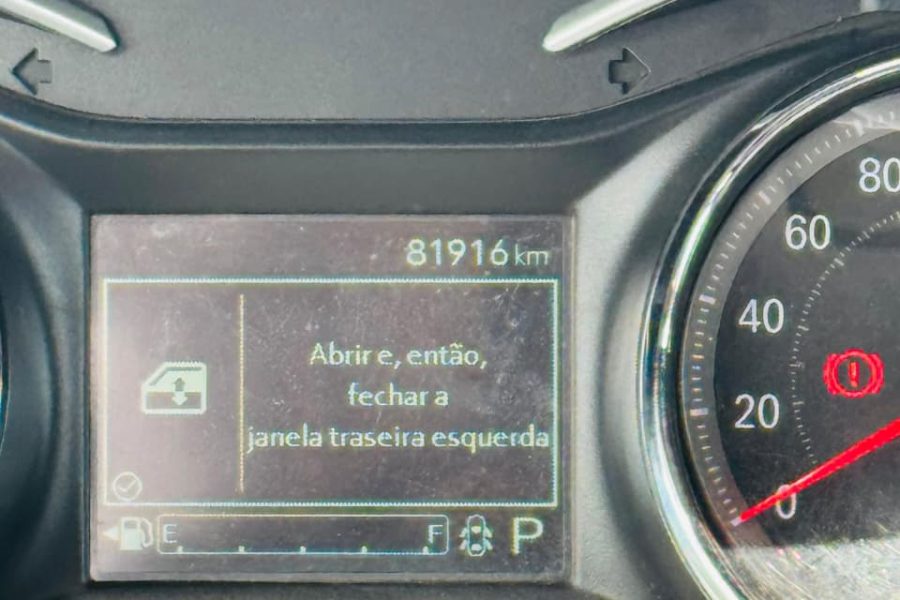 81916 km
Abrir e, então,
fechar a
janela traseira esquerda
E F P
80
60
40
20
0